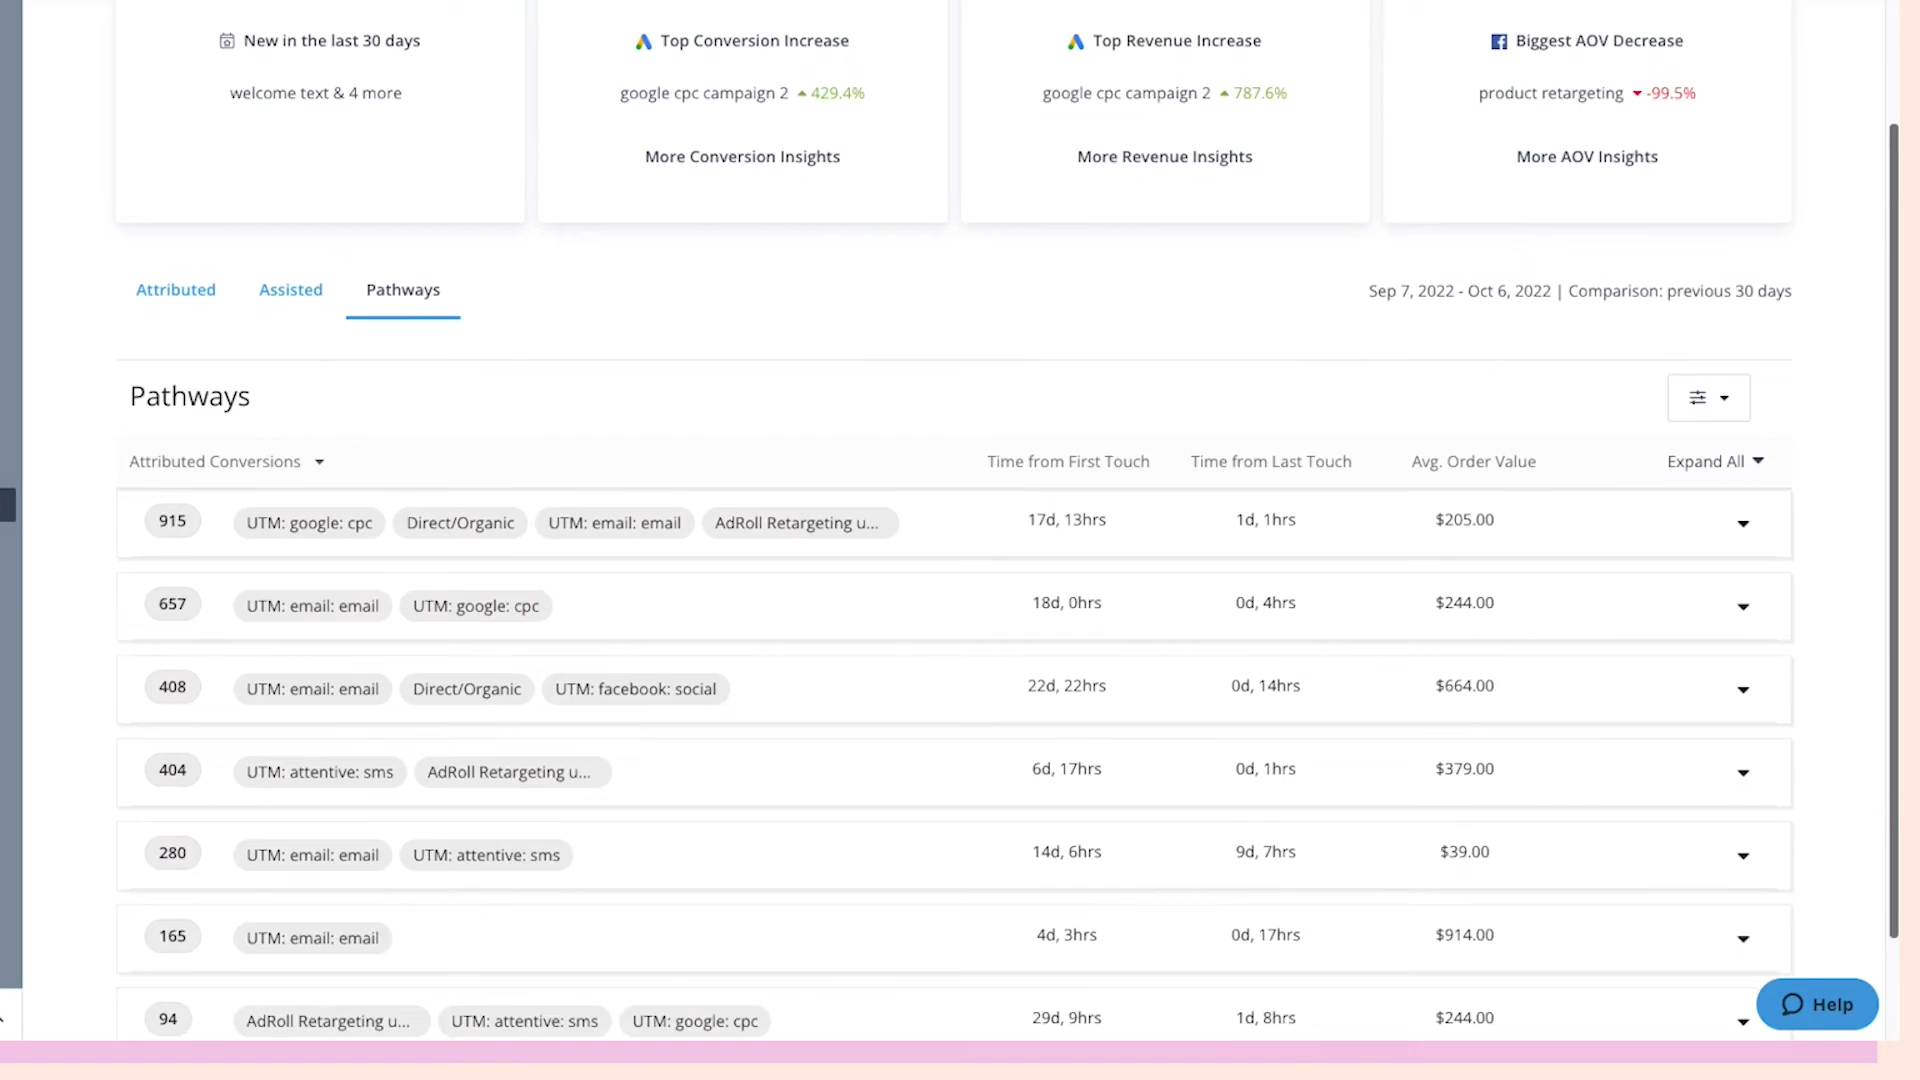 New in the last 30 days
welcome text & 4 more
Top Conversion Increase
google cpc campaign 2 429.4%
More Conversion Insights
Top Revenue Increase
google cpc campaign 2 787.6%
More Revenue Insights
Biggest AOV Decrease
product retargeting -99.5%
More AOV Insights
Attributed Assisted Pathways
Sep 7, 2022 - Oct 6, 2022 | Comparison: previous 30 days
Pathways
Attributed Conversions Time from First Touch Time from Last Touch Avg. Order Value Expand All
915 UTM: google: cpc Direct/Organic UTM: email: email AdRoll Retargeting u... 17d, 13hrs 1d, 1hrs $205.00
657 UTM: email: email UTM: google: cpc 18d, 0hrs 0d, 4hrs $244.00
408 UTM: email: email Direct/Organic UTM: facebook: social 22d, 22hrs 0d, 14hrs $664.00
404 UTM: attentive: sms AdRoll Retargeting u... 6d, 17hrs 0d, 1hrs $379.00
280 UTM: email: email UTM: attentive: sms 14d, 6hrs 9d, 7hrs $39.00
165 UTM: email: email 4d, 3hrs 0d, 17hrs $914.00
94 AdRoll Retargeting u... UTM: attentive: sms UTM: google: cpc 29d, 9hrs 1d, 8hrs $244.00
Help